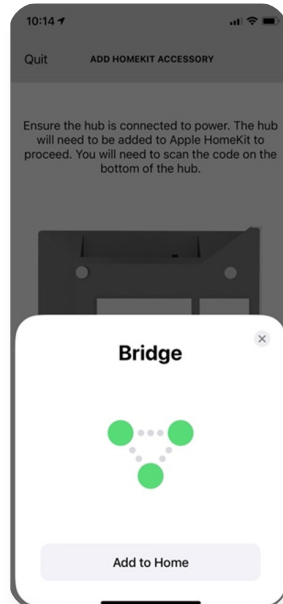 10:14
Quit
ADD HOMEKIT ACCESSORY
Ensure the hub is connected to power. The hub
will need to be added to Apple HomeKit to
proceed. You will need to scan the code on the
bottom of the hub.
Bridge
Add to Home